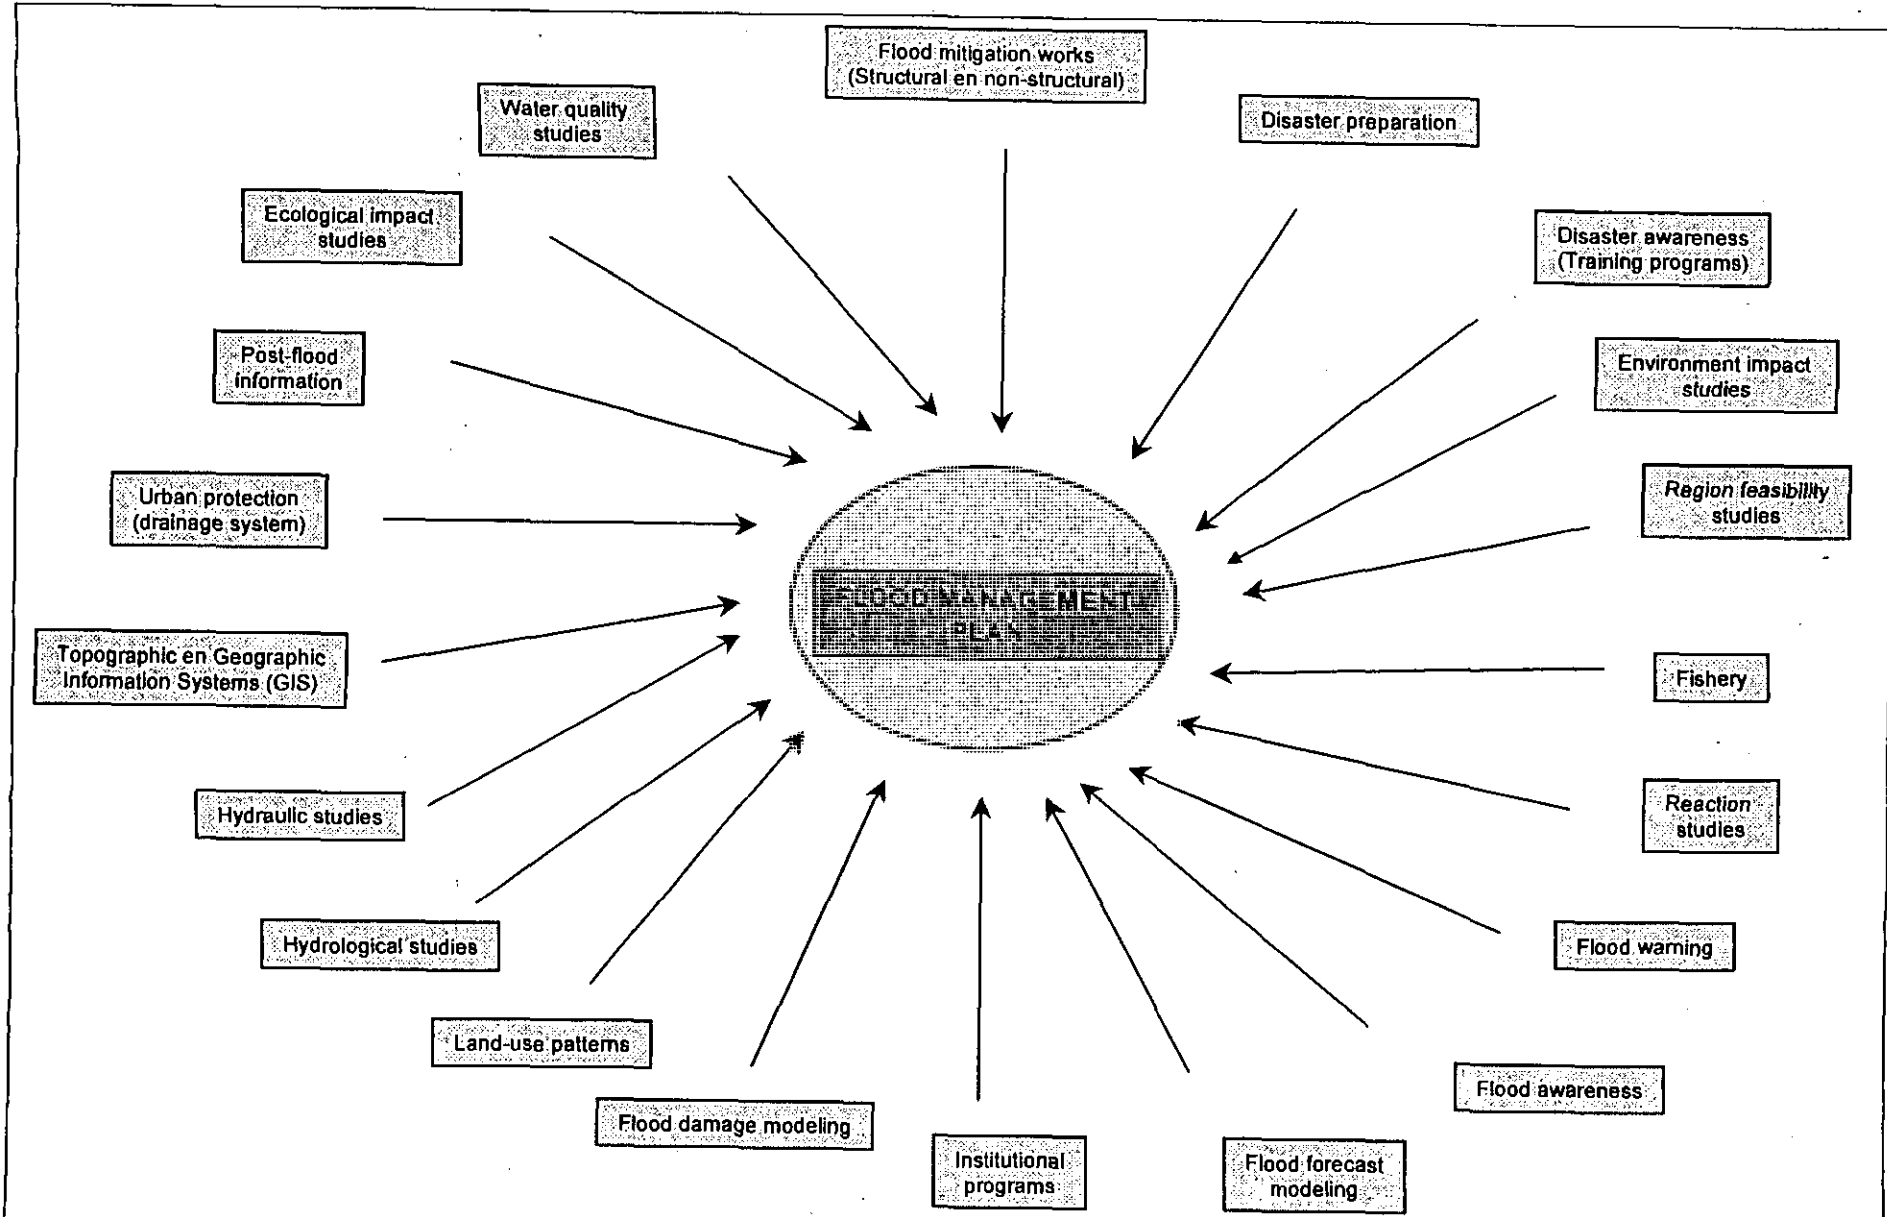 Flood mitigation works
(Structural en non-structural)
Water quality
studies
Disaster preparation
Ecological impact
studies
Disaster awareness
(Training programs)
Post-flood
information
Environment impact
studies
Urban protection
(drainage system)
Region feasibility
studies
FLOOD MANAGEMENT
PLAN
Topographic en Geographic
Information Systems (GIS)
Fishery
Hydraulic studies
Reaction
studies
Hydrological studies
Flood warning
Land-use patterns
Flood awareness
Flood damage modeling
Institutional
programs
Flood forecast
modeling